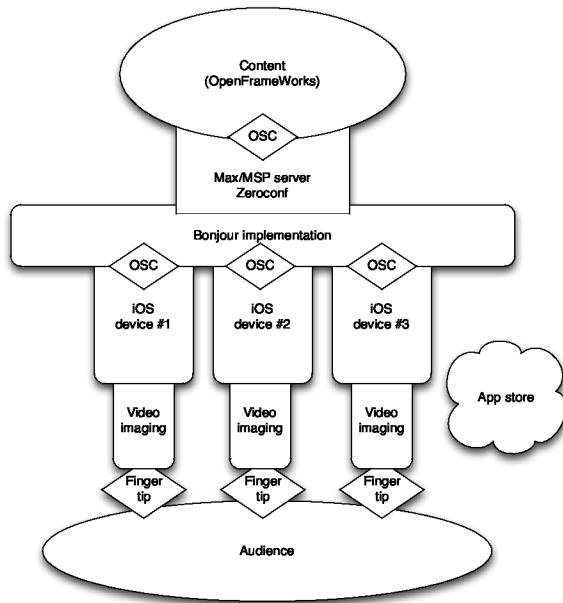 Content
(OpenFrameWorks)
OSC
Max/MSP server
Zeroconf
Bonjour implementation
OSC
OSC
OSC
iOS
device #1
iOS
device #2
iOS
device #3
App store
Video
imaging
Video
imaging
Video
imaging
Finger
tip
Finger
tip
Finger
tip
Audience